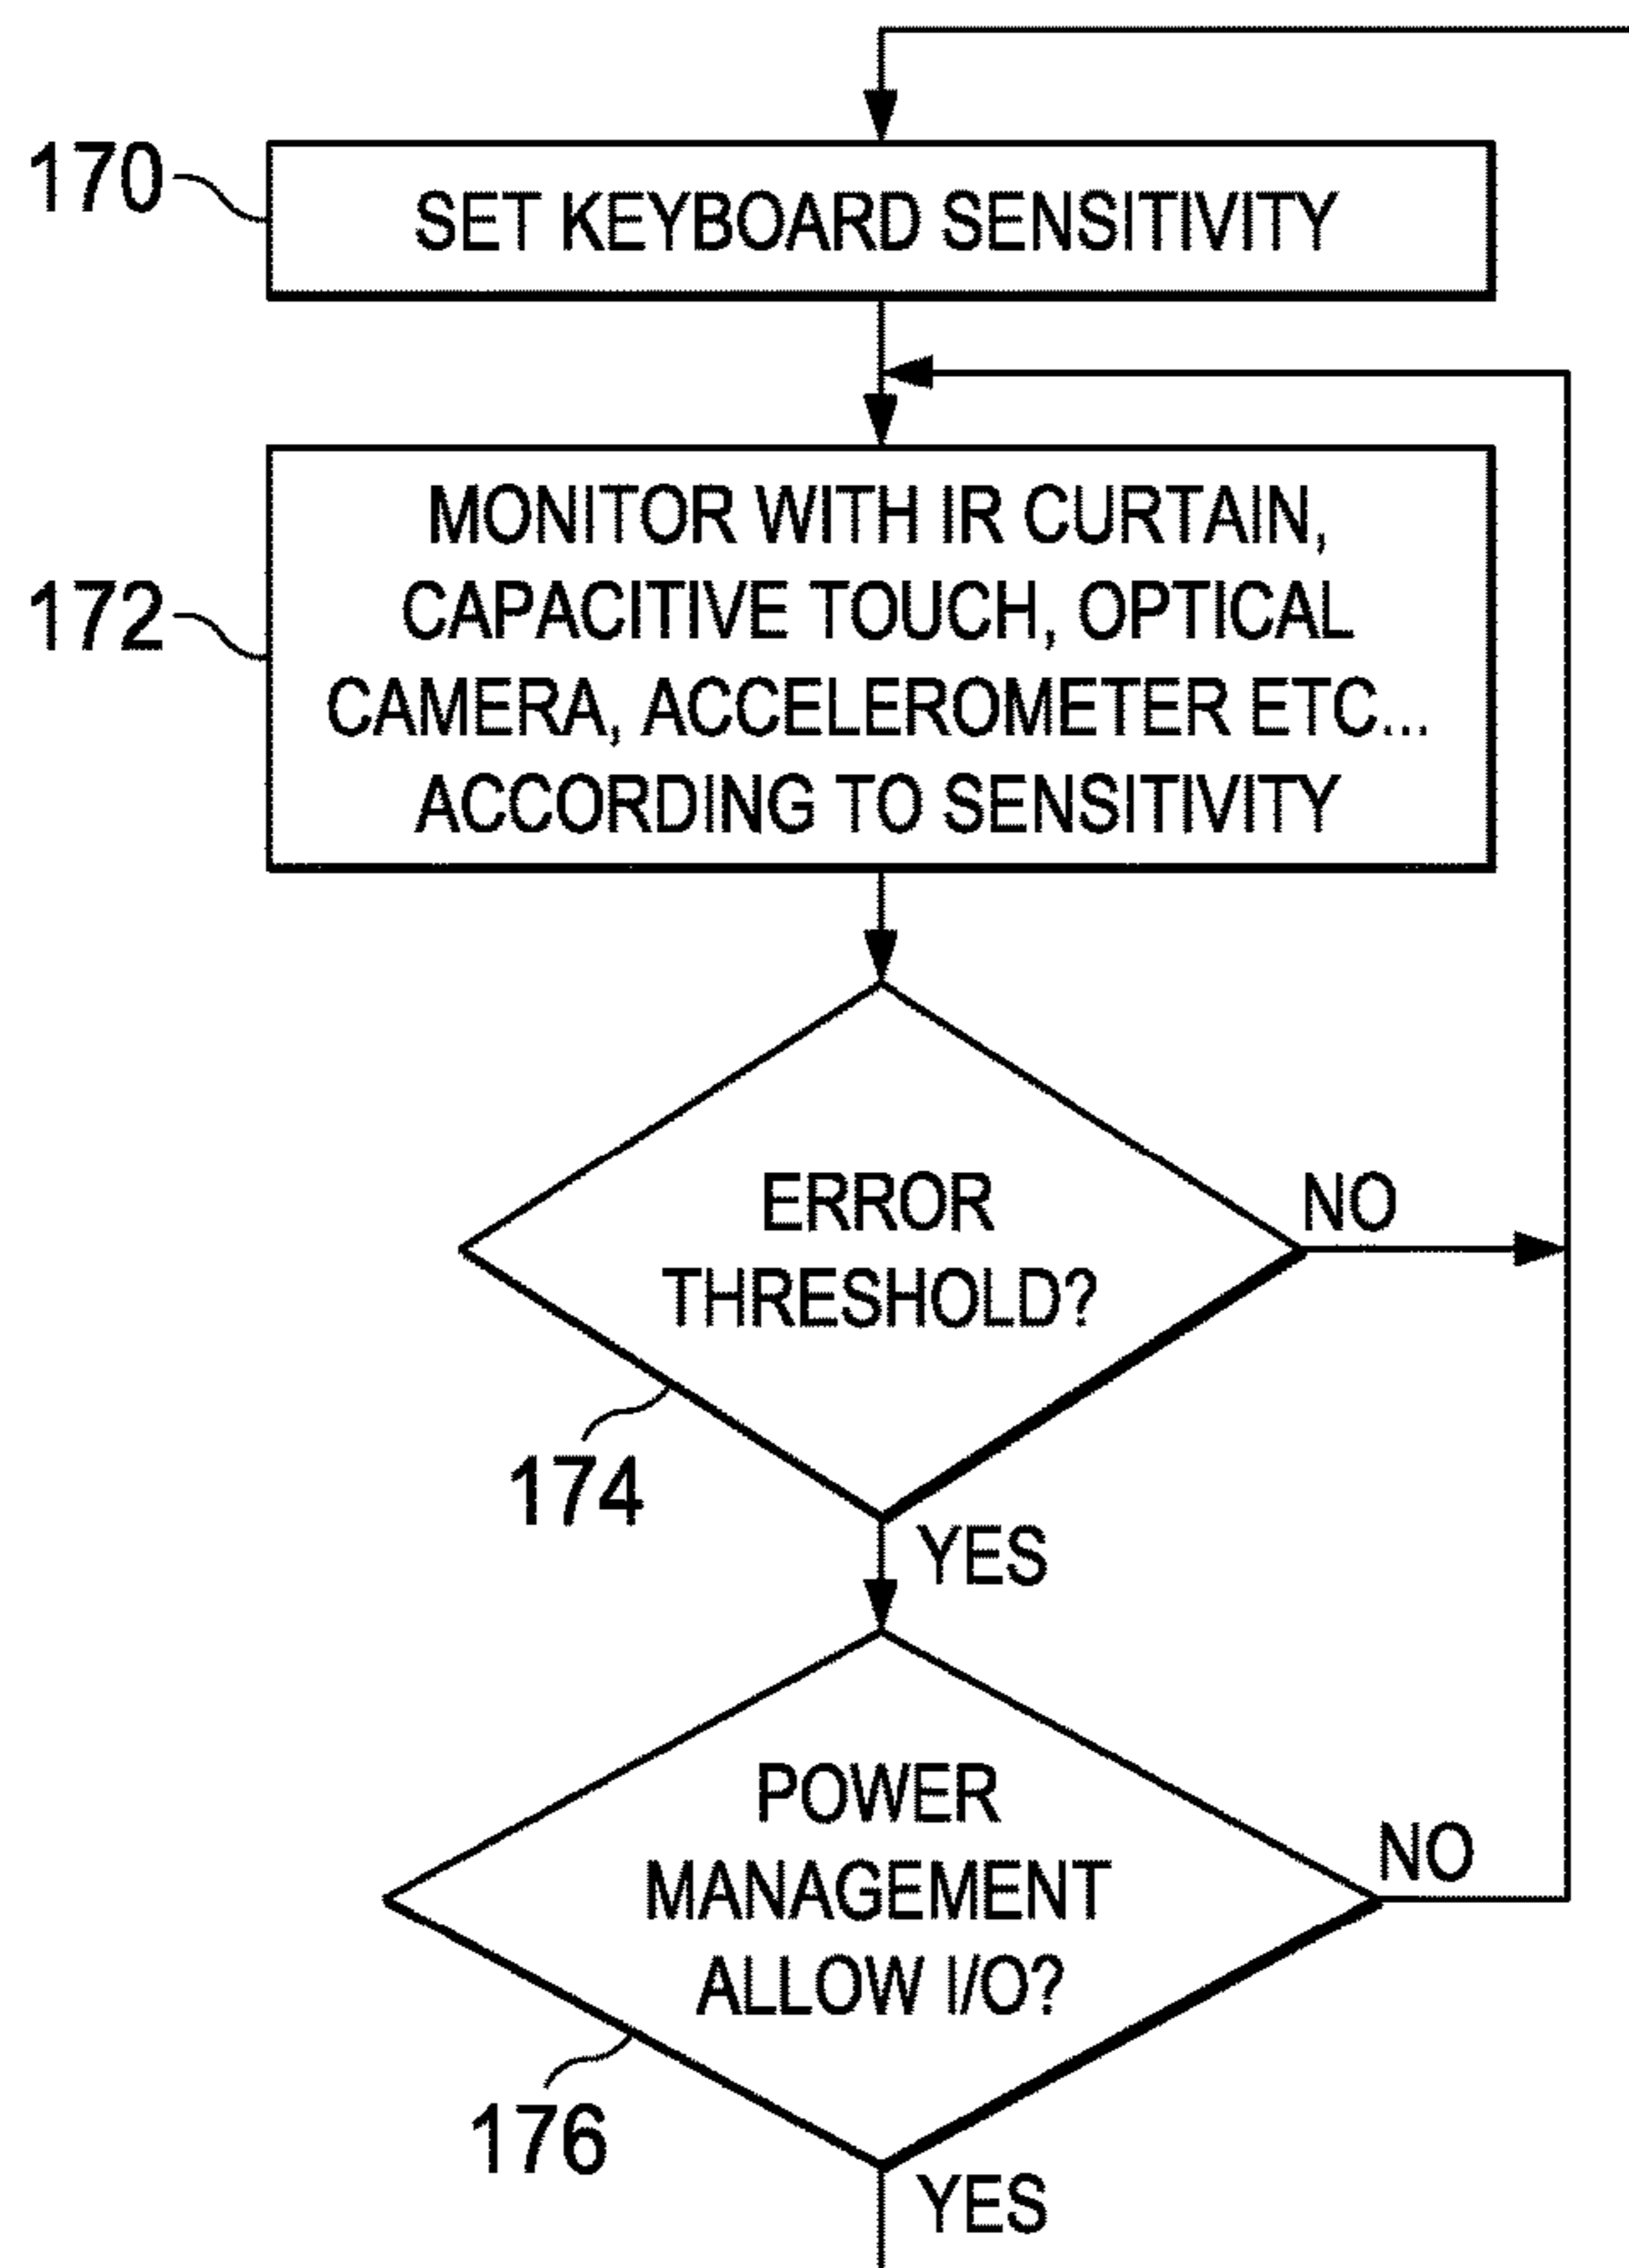 170
SET KEYBOARD SENSITIVITY
172
MONITOR WITH IR CURTAIN,
CAPACITIVE TOUCH, OPTICAL
CAMERA, ACCELEROMETER ETC...
ACCORDING TO SENSITIVITY
ERROR
THRESHOLD?
NO
174
YES
POWER
MANAGEMENT
ALLOW I/O?
NO
176
YES